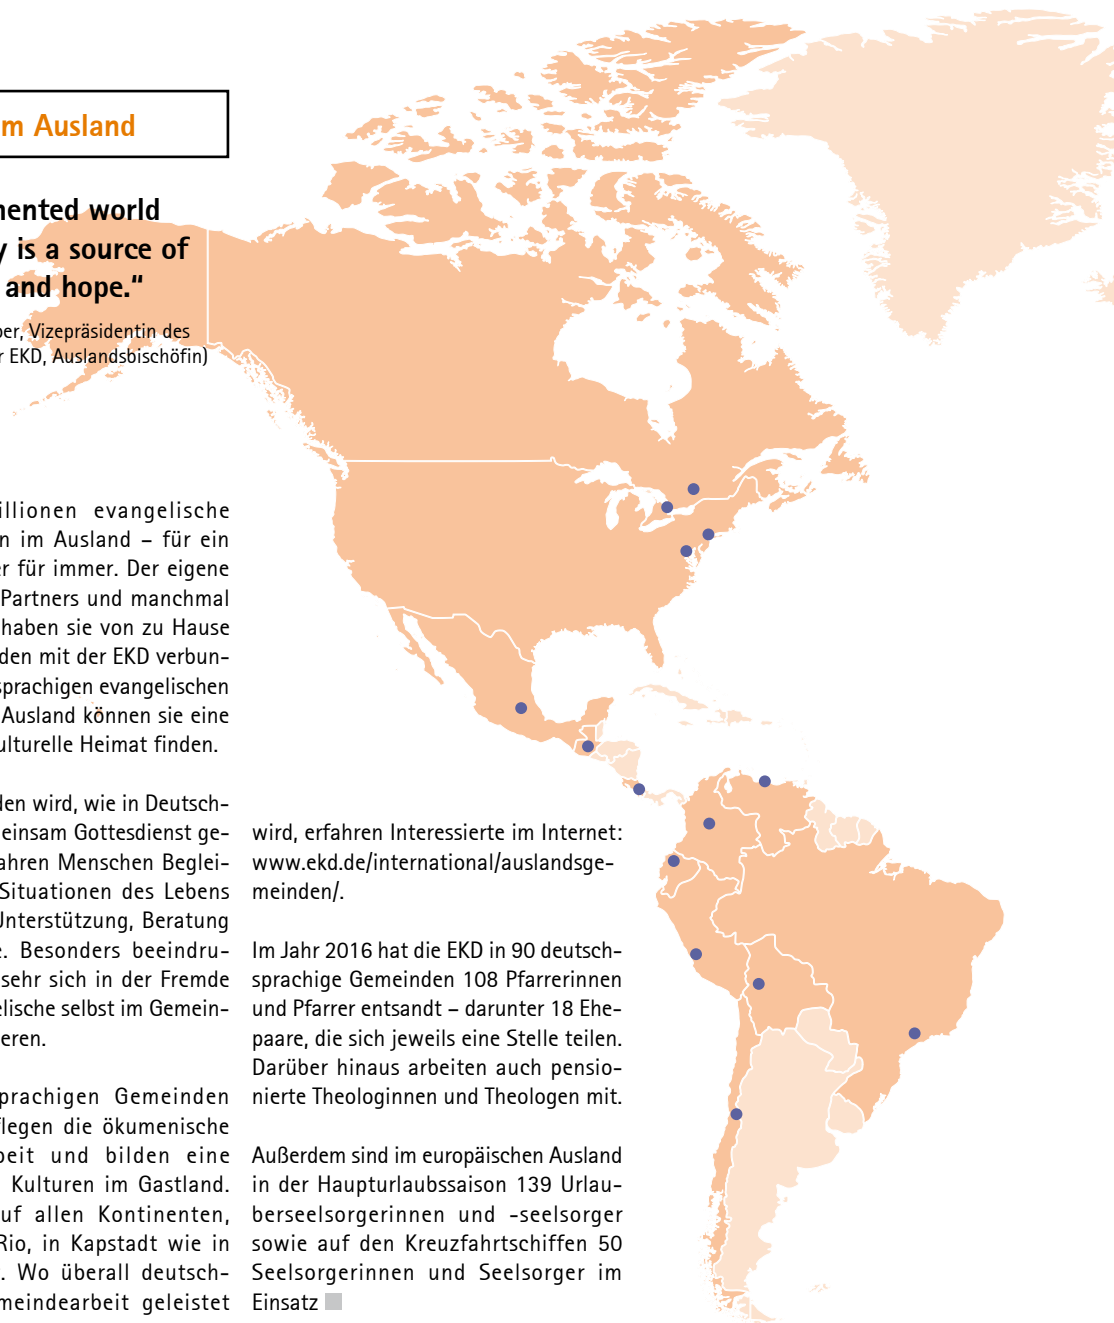 m Ausland
nented world
y is a source of
and hope.“
ber, Vizepräsidentin des
r EKD, Auslandsbischöfin)
illionen evangelische
n im Ausland – für ein
er für immer. Der eigene
Partners und manchmal
haben sie von zu Hause
den mit der EKD verbun-
sprachigen evangelischen
Ausland können sie eine
ulturelle Heimat finden.
den wird, wie in Deutsch-
einsam Gottesdienst ge-
ahren Menschen Beglei-
Situationen des Lebens
Unterstützung, Beratung
e. Besonders beeindru-
sehr sich in der Fremde
elische selbst im Gemein-
eren.
prachigen Gemeinden
flegen die ökumenische
beit und bilden eine
Kulturen im Gastland.
uf allen Kontinenten,
Rio, in Kapstadt wie in
. Wo überall deutsch-
meindearbeit geleistet
wird, erfahren Interessierte im Internet:
www.ekd.de/international/auslandsge-
meinden/.
Im Jahr 2016 hat die EKD in 90 deutsch-
sprachige Gemeinden 108 Pfarrerinnen
und Pfarrer entsandt – darunter 18 Ehe-
paare, die sich jeweils eine Stelle teilen.
Darüber hinaus arbeiten auch pensio-
nierte Theologinnen und Theologen mit.
Außerdem sind im europäischen Ausland
in der Haupturlaubssaison 139 Urlau-
berseelsorgerinnen und -seelsorger
sowie auf den Kreuzfahrtschiffen 50
Seelsorgerinnen und Seelsorger im
Einsatz